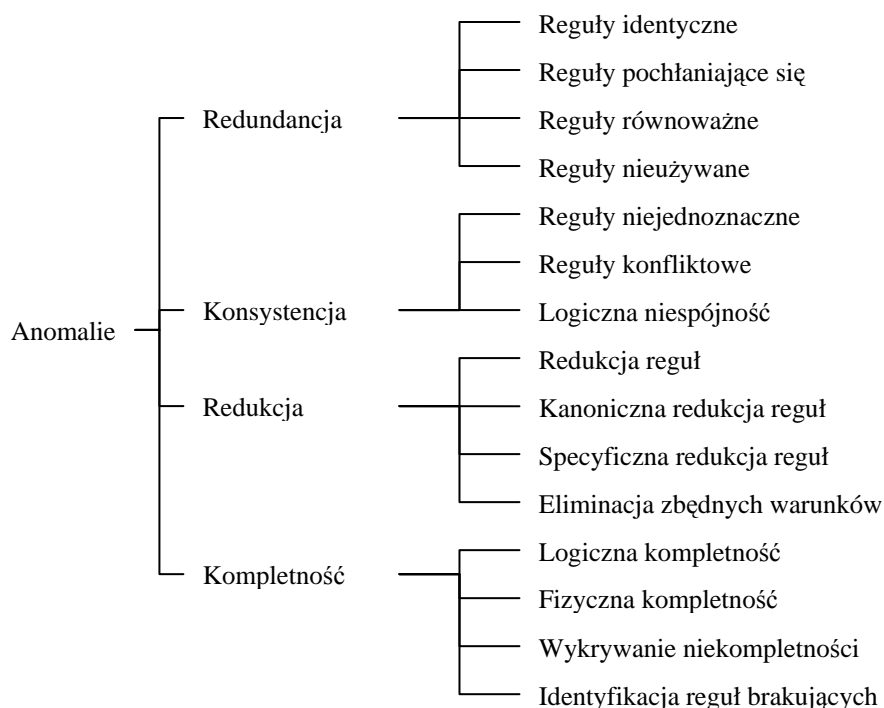 Anomalie
Redundancja
Reguły identyczne
Reguły pochłaniające się
Reguły równoważne
Reguły nieużywane
Konsystencja
Reguły niejednoznaczne
Reguły konfliktowe
Logiczna niespójność
Redukcja
Redukcja reguł
Kanoniczna redukcja reguł
Specyficzna redukcja reguł
Eliminacja zbędnych warunków
Kompletność
Logiczna kompletność
Fizyczna kompletność
Wykrywanie niekompletności
Identyfikacja reguł brakujących